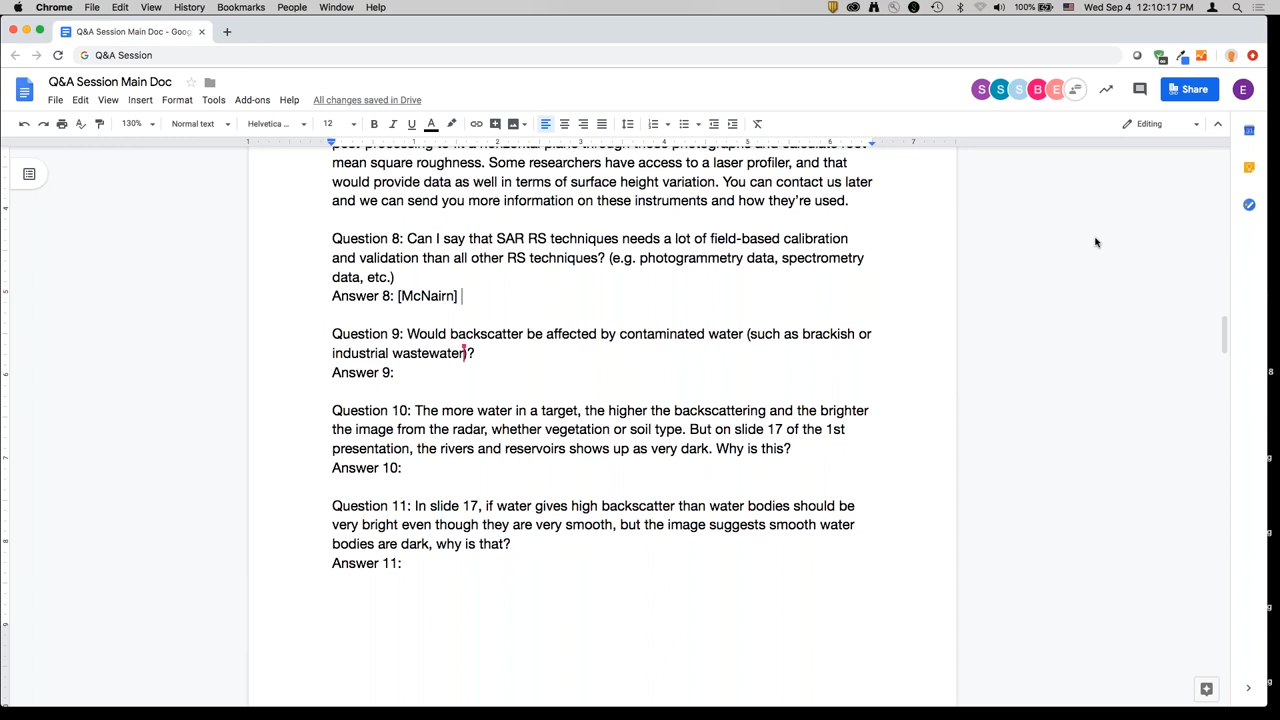 Chrome File Edit View History Bookmarks People Window Help 100% Wed Sep 4 12:10:17 PM
Q&A Session Main Doc - Goog
Q&A Session
Q&A Session Main Doc
S S S B E Share E
File Edit View Insert Format Tools Add-ons Help All changes saved in Drive
130% Normal text Helvetica ... 12 B I U A Editing
1 1 2 3 4 5 6 7
mean square roughness. Some researchers have access to a laser profiler, and that
would provide data as well in terms of surface height variation. You can contact us later
and we can send you more information on these instruments and how they're used.
Question 8: Can I say that SAR RS techniques needs a lot of field-based calibration
and validation than all other RS techniques? (e.g. photogrammetry data, spectrometry
data, etc.)
Answer 8: [McNairn]
Question 9: Would backscatter be affected by contaminated water (such as brackish or
industrial wastewater)?
Answer 9:
Question 10: The more water in a target, the higher the backscattering and the brighter
the image from the radar, whether vegetation or soil type. But on slide 17 of the 1st
presentation, the rivers and reservoirs shows up as very dark. Why is this?
Answer 10:
Question 11: In slide 17, if water gives high backscatter than water bodies should be
very bright even though they are very smooth, but the image suggests smooth water
bodies are dark, why is that?
Answer 11: